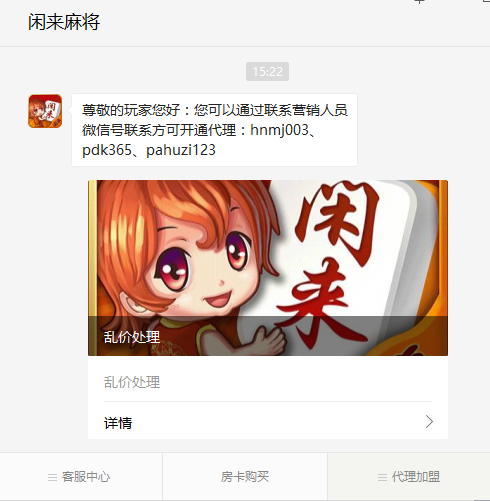 闲来麻将
15:22
尊敬的玩家您好：您可以通过联系营销人员
微信号联系方可开通代理：hnmj003、
pdk365、pahuzi123
闲来
闲
来
乱价处理
乱价处理
详情
客服中心
房卡购买
代理加盟